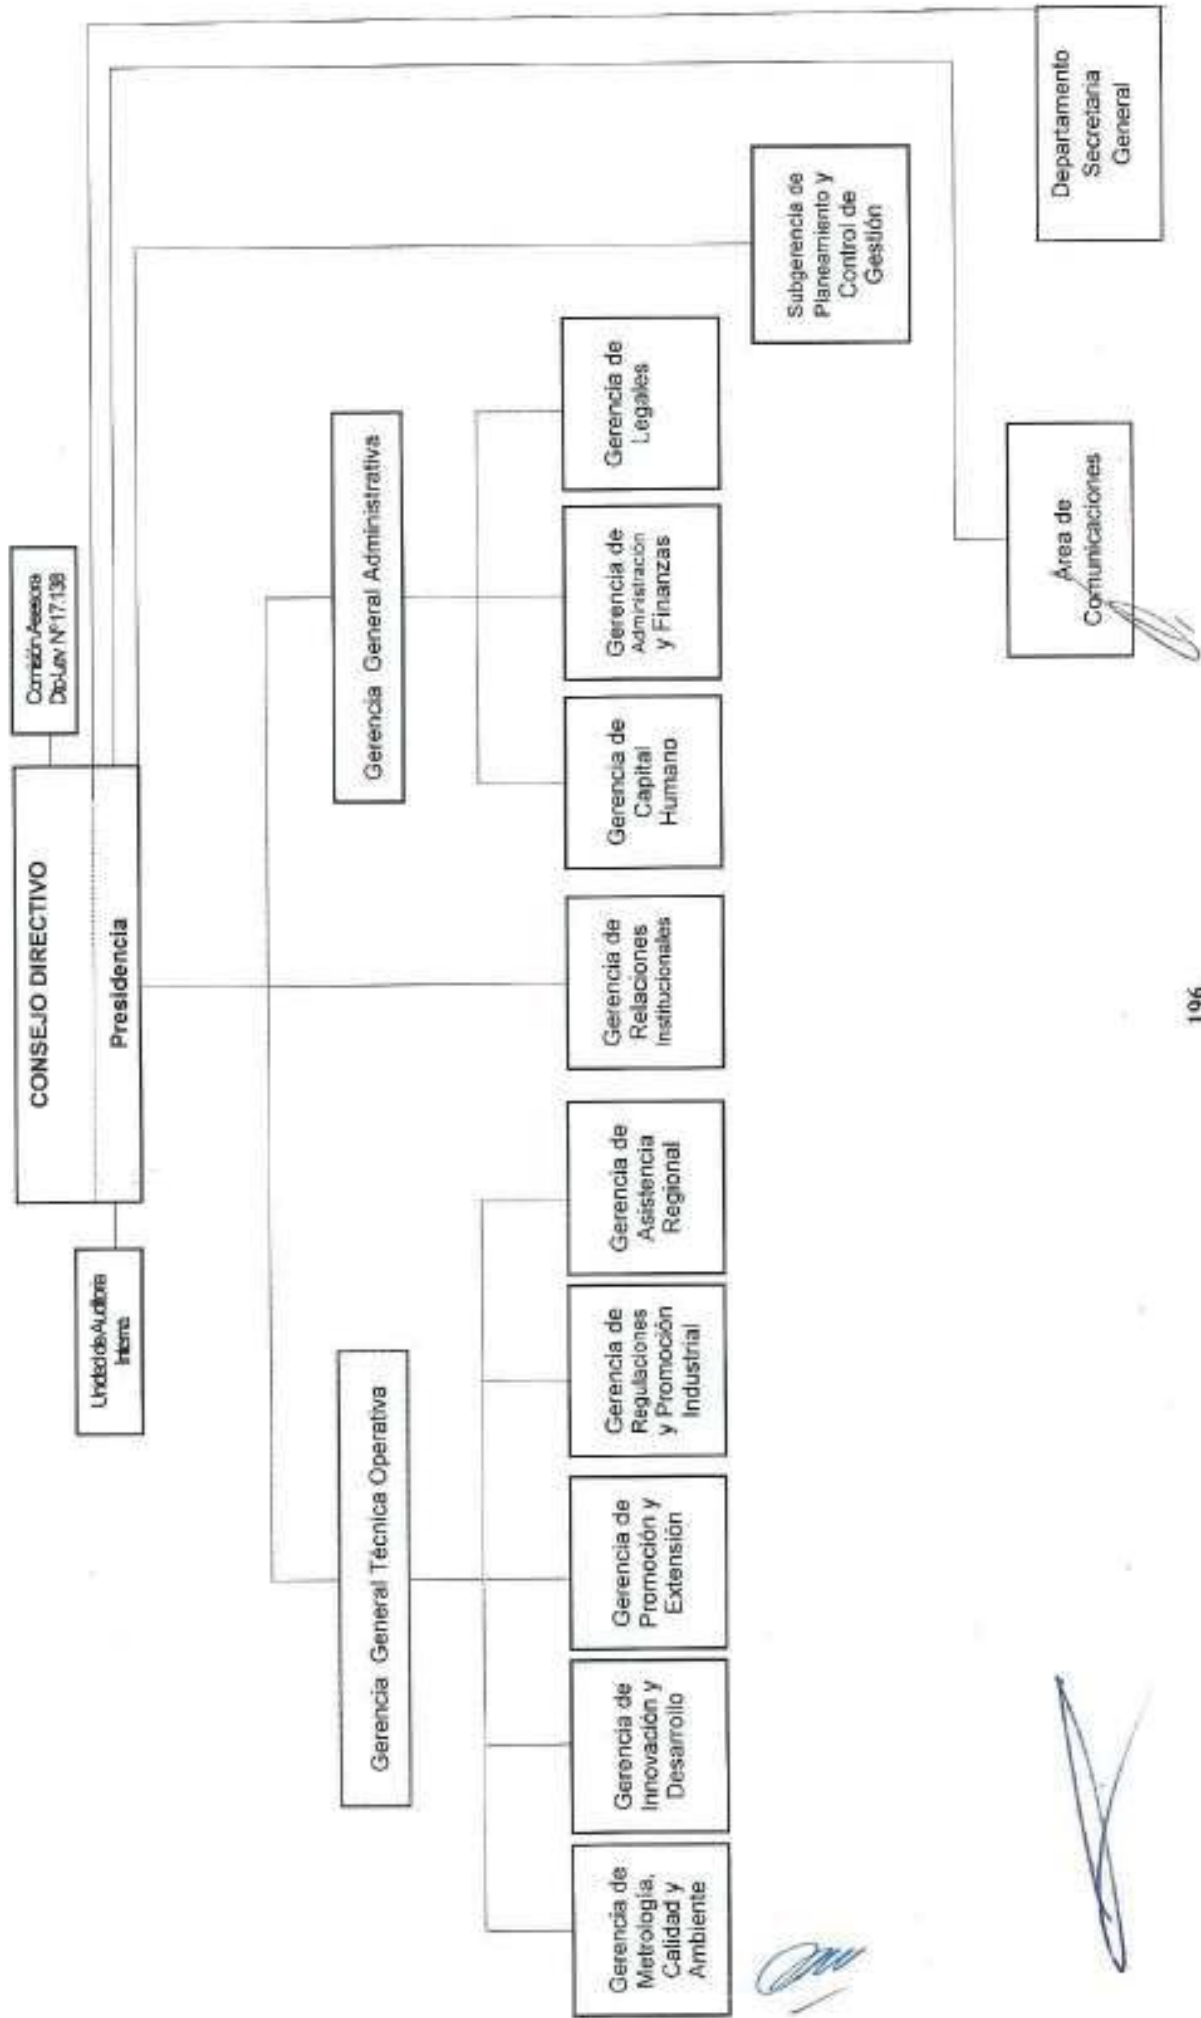 Comisión Asesora
Dto-Ley Nº 17.138
CONSEJO DIRECTIVO
Presidencia
Unidad de Auditoría
Interna
Gerencia General Técnica Operativa
Gerencia General Administrativa
Gerencia de
Metrología,
Calidad y
Ambiente
Gerencia de
Innovación y
Desarrollo
Gerencia de
Promoción y
Extensión
Gerencia de
Regulaciones
y Promoción
Industrial
Gerencia de
Asistencia
Regional
Gerencia de
Relaciones
Institucionales
Gerencia de
Capital
Humano
Gerencia de
Administración
y Finanzas
Gerencia de
Legales
Subgerencia de
Planeamiento y
Control de
Gestión
Área de
Comunicaciones
Departamento
Secretaria
General
196